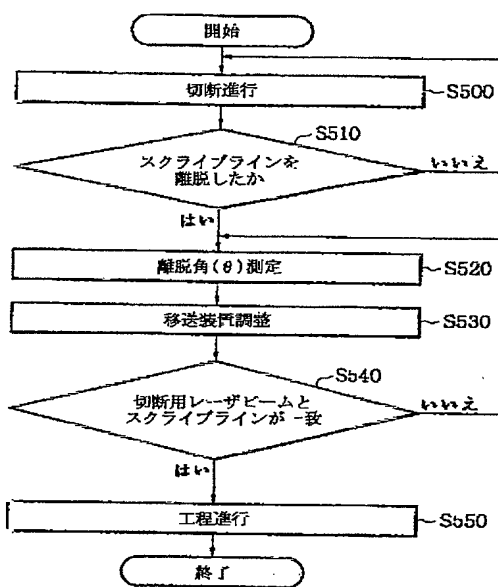 開始
切断進行
S500
S510
スクライブラインを
離脱したか
いいえ
はい
離脱角(θ)測定
S520
移送装置調整
S530
S540
切断用レーザビームと
スクライブラインが一致
いいえ
はい
工程進行
S550
終了